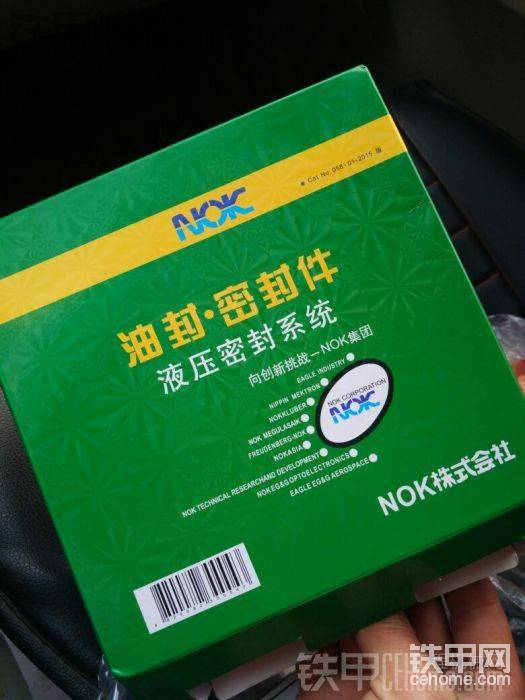 Cat No.058-01-2015 版
NOK
油封·密封件
液压密封系统
向创新挑战—NOK集团
EAGLE INDUSTRY
NIPPIN MEKTRON
NOKKLUBER
NOK MEGULASAIK
FREUDENBERG-NOK
NOKASIA
NOK TECHNICAL RESEARCHAND DEVELOPMENT
NOKEG&G OPTOELECTRONICS
EAGLE EG&G AEROSPACE
NOK CORPORATION
NOK
NOK株式会社
铁甲网
cehome.com